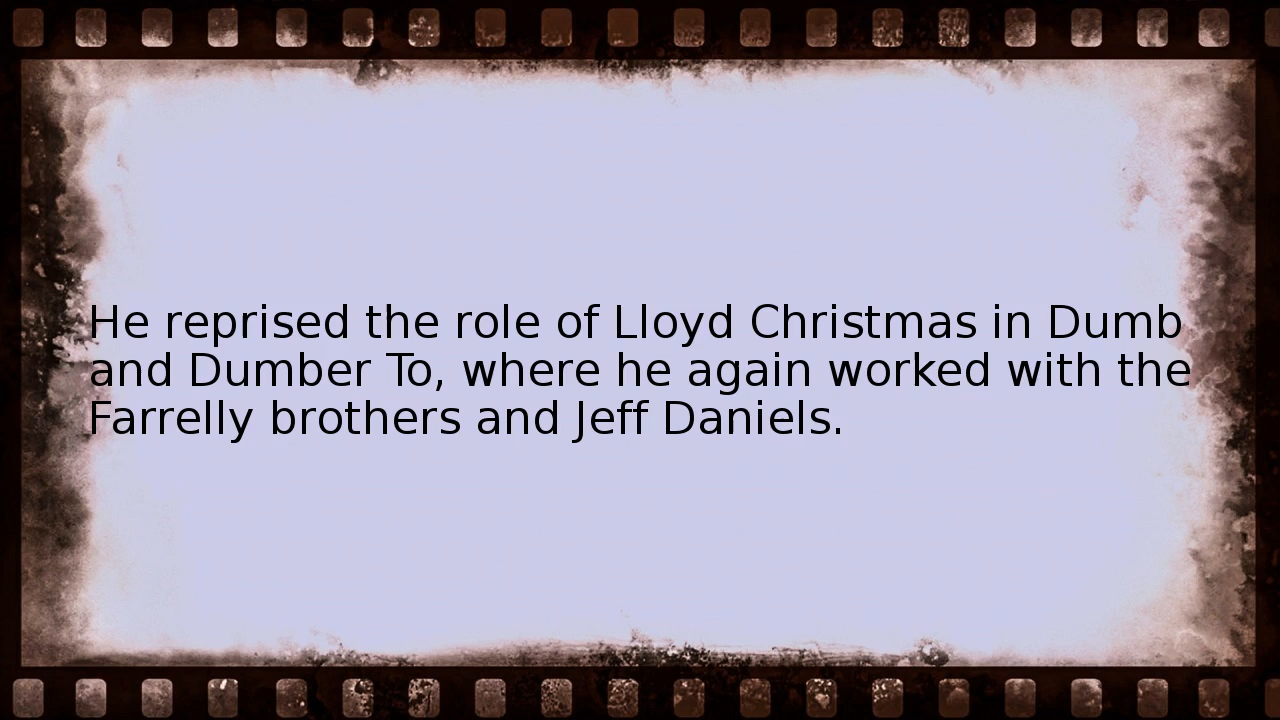 He reprised the role of Lloyd Christmas in Dumb
and Dumber To, where he again worked with the
Farrelly brothers and Jeff Daniels.